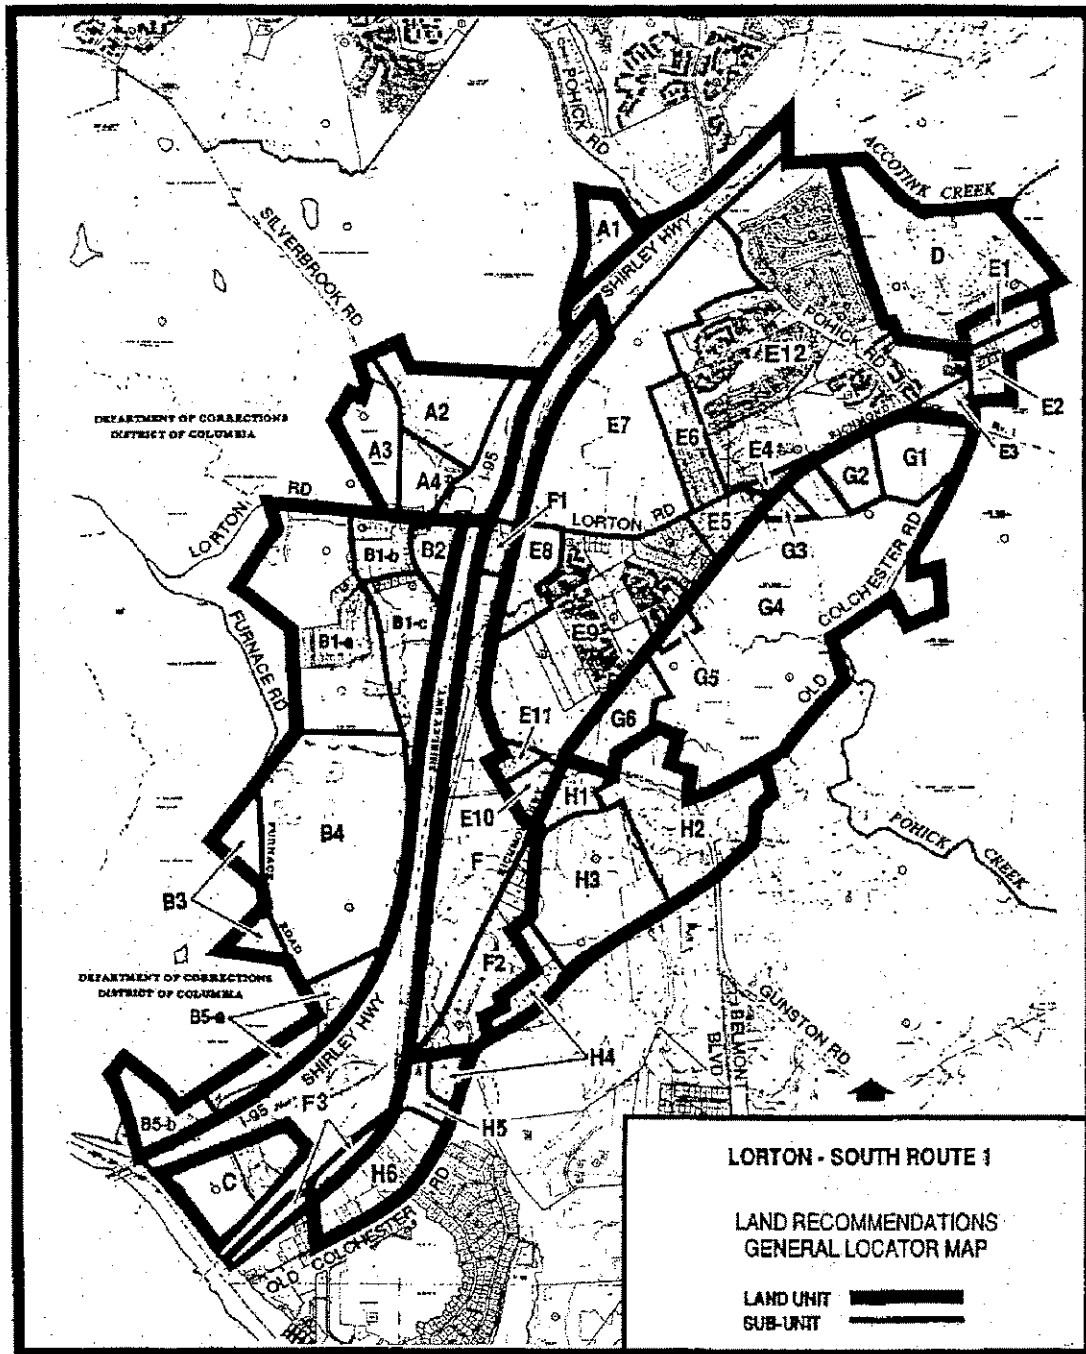 POHICK RD
ACCOTINK CREEK
A1
SHIRLEY HWY
D
E1
SILVERBROOK RD
POHICK RD
E12
E2
A2
E7
DEPARTMENT OF CORRECTIONS
DISTRICT OF COLUMBIA
A3
E6
E4
E3
G1
G2
A4
I-95
F1
LORTON RD
LORTON RD
E5
G3
B1-b
B2
E8
COLCHESTER RD
OLD
B1-c
G4
FURNACE RD
B1-a
E9
G5
G6
SHIRLEY HWY.
E11
H1
E10
B4
F
H2
POHICK CREEK
FURNACE ROAD
H3
B3
F2
DEPARTMENT OF CORRECTIONS
DISTRICT OF COLUMBIA
B5-a
GUNSTON RD
BELMONT
BLVD
SHIRLEY HWY
H4
F3
I-95
B5-b
H5
C
H6
OLD COLCHESTER RD
LORTON - SOUTH ROUTE 1
LAND RECOMMENDATIONS
GENERAL LOCATOR MAP
LAND UNIT
SUB-UNIT